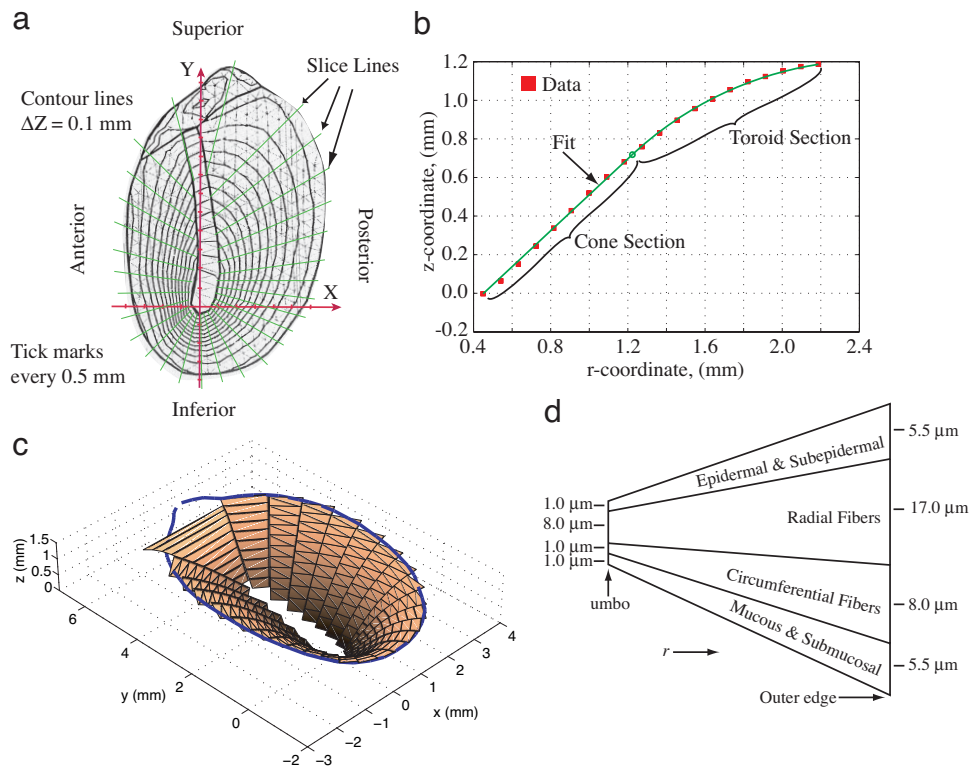 a
Superior
Y
Slice Lines
Contour lines
ΔZ = 0.1 mm
Anterior
Posterior
X
Tick marks
every 0.5 mm
Inferior
b
1.2
1.2
1.0
0.8
0.4
0.6
0.0
-0.2
z-coordinate, (mm)
Data
Fit
Toroid Section
Cone Section
0.4
0.8
1.2
1.6
2.0
2.4
r-coordinate, (mm)
c
1.5
1
0.5
0
z (mm)
6
4
2
0
-2
y (mm)
-3
-2
-1
0
1
2
3
4
x (mm)
d
Epidermal & Subepidermal
5.5 μm
1.0 μm
8.0 μm
Radial Fibers
17.0 μm
1.0 μm
1.0 μm
Circumferential Fibers
8.0 μm
umbo
Mucous & Submucosal
5.5 μm
r
Outer edge